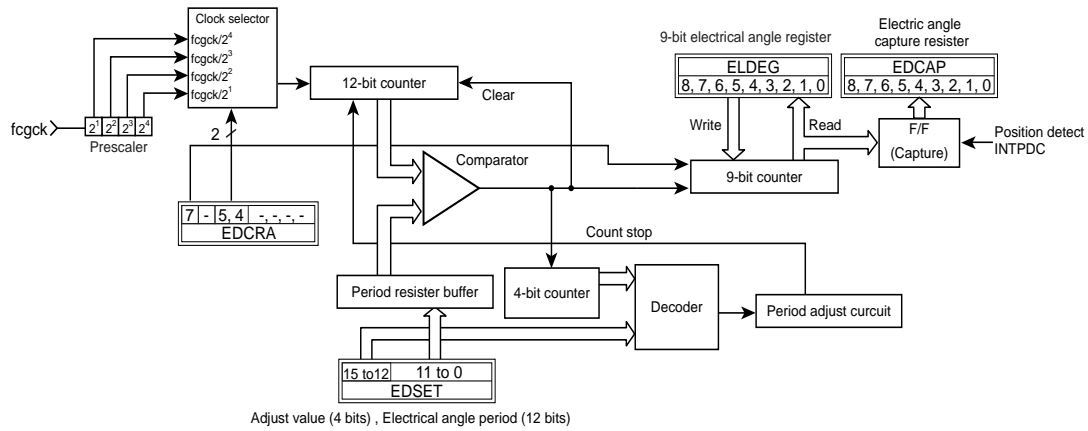 Clock selector
fcgck/2⁴
fcgck/2³
fcgck/2²
fcgck/2¹
fcgck
2¹ 2² 2³ 2⁴
Prescaler
2
7 - 5, 4 -, -, -, -
EDCRA
12-bit counter
Clear
Comparator
9-bit electrical angle register
ELDEG
8, 7, 6, 5, 4, 3, 2, 1, 0
Electric angle
capture register
EDCAP
8, 7, 6, 5, 4, 3, 2, 1, 0
Write
Read
F/F
(Capture)
Position detect
INTPDC
9-bit counter
Count stop
Period resister buffer
4-bit counter
Decoder
Period adjust curcuit
15 to12 11 to 0
EDSET
Adjust value (4 bits) , Electrical angle period (12 bits)